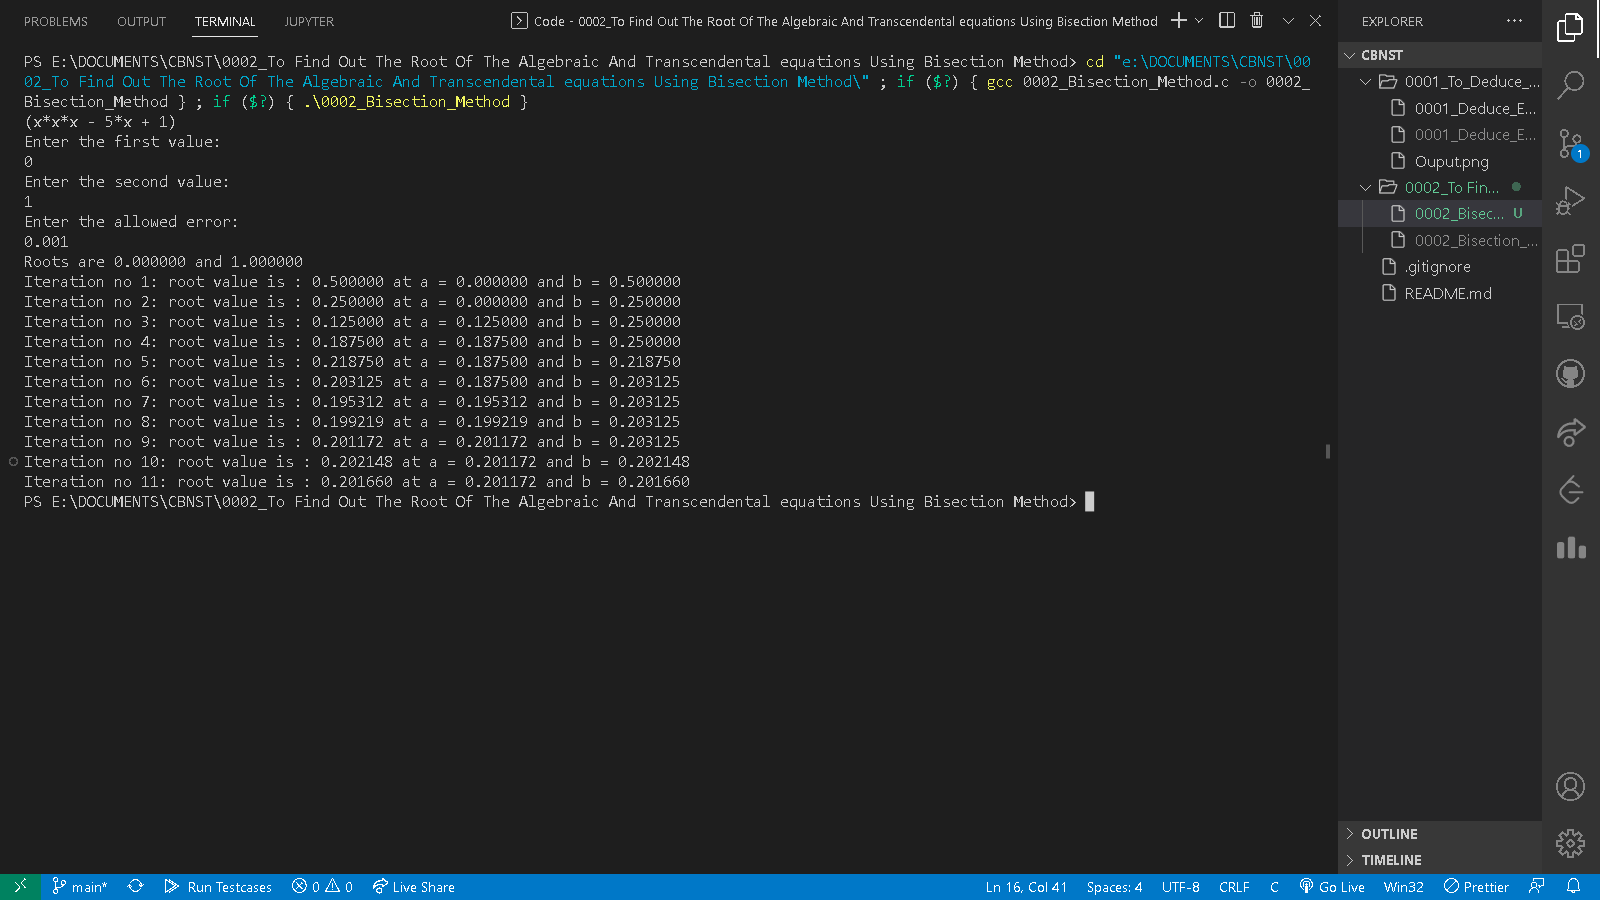 PROBLEMS OUTPUT TERMINAL JUPYTER Code - 0002_To Find Out The Root Of The Algebraic And Transcendental equations Using Bisection Method
PS E:\DOCUMENTS\CBNST\0002_To Find Out The Root Of The Algebraic And Transcendental equations Using Bisection Method> cd "e:\DOCUMENTS\CBNST\00
02_To Find Out The Root Of The Algebraic And Transcendental equations Using Bisection Method\" ; if ($?) { gcc 0002_Bisection_Method.c -o 0002_
Bisection_Method } ; if ($?) { .\0002_Bisection_Method }
(x*x*x - 5*x + 1)
Enter the first value:
0
Enter the second value:
1
Enter the allowed error:
0.001
Roots are 0.000000 and 1.000000
Iteration no 1: root value is : 0.500000 at a = 0.000000 and b = 0.500000
Iteration no 2: root value is : 0.250000 at a = 0.000000 and b = 0.250000
Iteration no 3: root value is : 0.125000 at a = 0.125000 and b = 0.250000
Iteration no 4: root value is : 0.187500 at a = 0.187500 and b = 0.250000
Iteration no 5: root value is : 0.218750 at a = 0.187500 and b = 0.218750
Iteration no 6: root value is : 0.203125 at a = 0.187500 and b = 0.203125
Iteration no 7: root value is : 0.195312 at a = 0.195312 and b = 0.203125
Iteration no 8: root value is : 0.199219 at a = 0.199219 and b = 0.203125
Iteration no 9: root value is : 0.201172 at a = 0.201172 and b = 0.203125
Iteration no 10: root value is : 0.202148 at a = 0.201172 and b = 0.202148
Iteration no 11: root value is : 0.201660 at a = 0.201172 and b = 0.201660
PS E:\DOCUMENTS\CBNST\0002_To Find Out The Root Of The Algebraic And Transcendental equations Using Bisection Method>
EXPLORER ...
CBNST
0001_To_Deduce_...
0001_Deduce_E...
0001_Deduce_E...
Ouput.png
0002_To Fin...
0002_Bisec... U
0002_Bisection_...
.gitignore
README.md
OUTLINE
TIMELINE
1
main* Run Testcases 0 0 Live Share Ln 16, Col 41 Spaces: 4 UTF-8 CRLF C Go Live Win32 Prettier